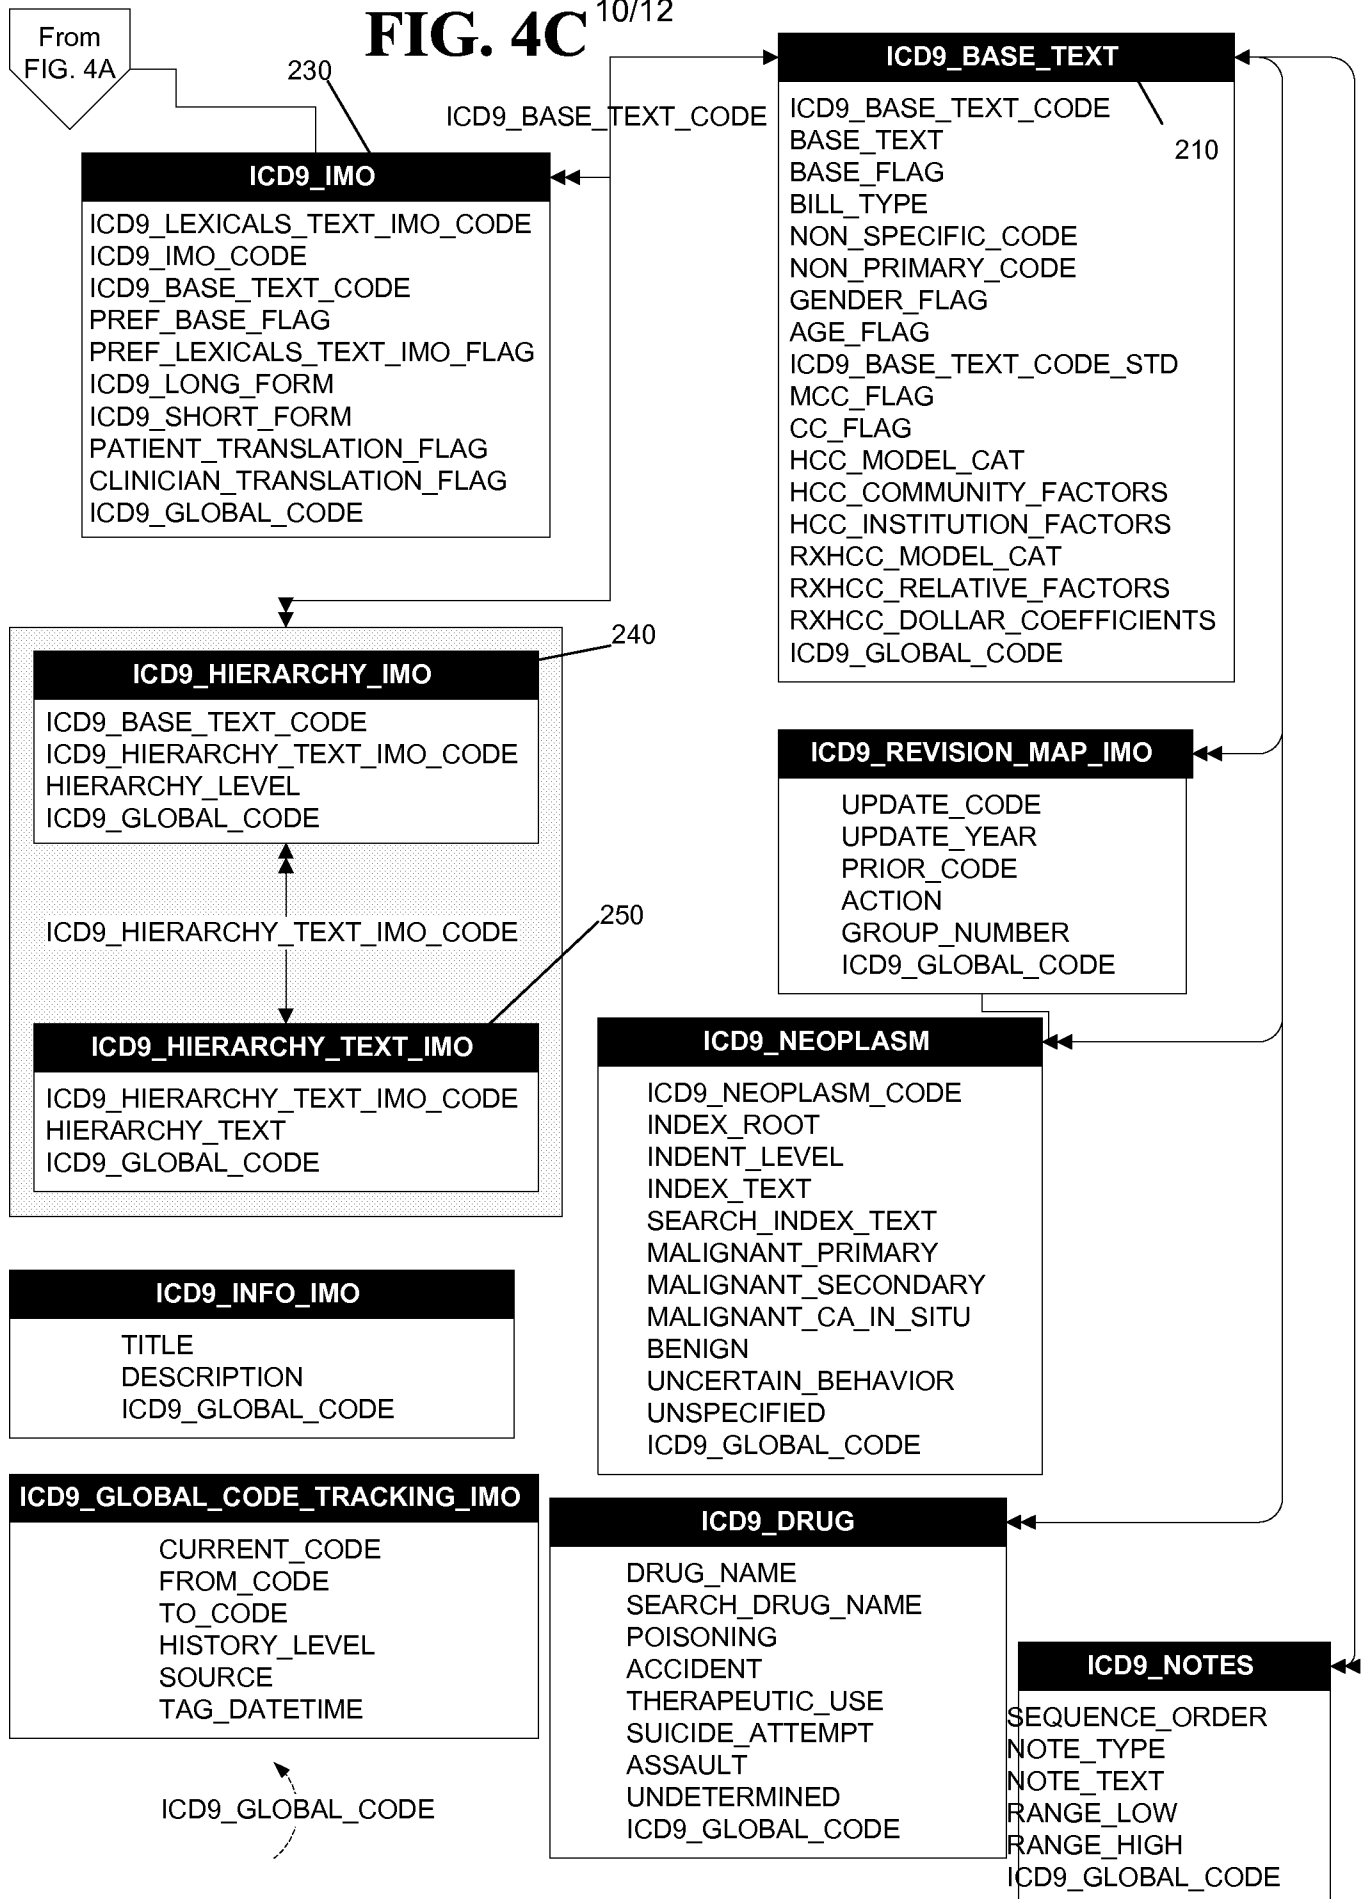 10/12
FIG. 4C
From
FIG. 4A
230
ICD9_BASE_TEXT_CODE
ICD9_IMO
ICD9_LEXICALS_TEXT_IMO_CODE
ICD9_IMO_CODE
ICD9_BASE_TEXT_CODE
PREF_BASE_FLAG
PREF_LEXICALS_TEXT_IMO_FLAG
ICD9_LONG_FORM
ICD9_SHORT_FORM
PATIENT_TRANSLATION_FLAG
CLINICIAN_TRANSLATION_FLAG
ICD9_GLOBAL_CODE
ICD9_BASE_TEXT
210
ICD9_BASE_TEXT_CODE
BASE_TEXT
BASE_FLAG
BILL_TYPE
NON_SPECIFIC_CODE
NON_PRIMARY_CODE
GENDER_FLAG
AGE_FLAG
ICD9_BASE_TEXT_CODE_STD
MCC_FLAG
CC_FLAG
HCC_MODEL_CAT
HCC_COMMUNITY_FACTORS
HCC_INSTITUTION_FACTORS
RXHCC_MODEL_CAT
RXHCC_RELATIVE_FACTORS
RXHCC_DOLLAR_COEFFICIENTS
ICD9_GLOBAL_CODE
240
ICD9_HIERARCHY_IMO
ICD9_BASE_TEXT_CODE
ICD9_HIERARCHY_TEXT_IMO_CODE
HIERARCHY_LEVEL
ICD9_GLOBAL_CODE
ICD9_HIERARCHY_TEXT_IMO_CODE
250
ICD9_HIERARCHY_TEXT_IMO
ICD9_HIERARCHY_TEXT_IMO_CODE
HIERARCHY_TEXT
ICD9_GLOBAL_CODE
ICD9_REVISION_MAP_IMO
UPDATE_CODE
UPDATE_YEAR
PRIOR_CODE
ACTION
GROUP_NUMBER
ICD9_GLOBAL_CODE
ICD9_NEOPLASM
ICD9_NEOPLASM_CODE
INDEX_ROOT
INDENT_LEVEL
INDEX_TEXT
SEARCH_INDEX_TEXT
MALIGNANT_PRIMARY
MALIGNANT_SECONDARY
MALIGNANT_CA_IN_SITU
BENIGN
UNCERTAIN_BEHAVIOR
UNSPECIFIED
ICD9_GLOBAL_CODE
ICD9_INFO_IMO
TITLE
DESCRIPTION
ICD9_GLOBAL_CODE
ICD9_GLOBAL_CODE_TRACKING_IMO
CURRENT_CODE
FROM_CODE
TO_CODE
HISTORY_LEVEL
SOURCE
TAG_DATETIME
ICD9_GLOBAL_CODE
ICD9_DRUG
DRUG_NAME
SEARCH_DRUG_NAME
POISONING
ACCIDENT
THERAPEUTIC_USE
SUICIDE_ATTEMPT
ASSAULT
UNDETERMINED
ICD9_GLOBAL_CODE
ICD9_NOTES
SEQUENCE_ORDER
NOTE_TYPE
NOTE_TEXT
RANGE_LOW
RANGE_HIGH
ICD9_GLOBAL_CODE